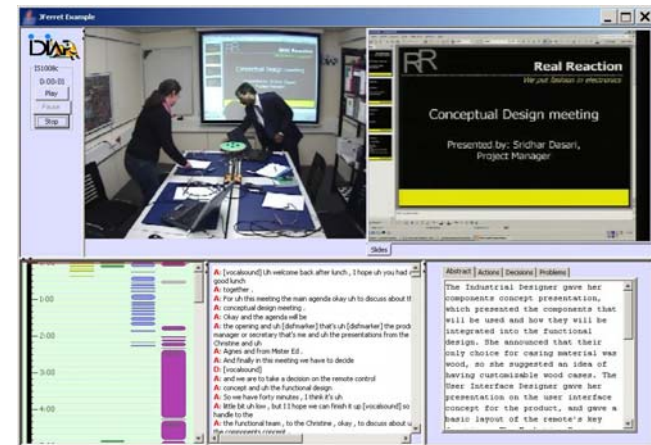 JFerret Example
IDIAP
IS1008c
0:00:01
Play
Pause
Stop
RR Real Reaction
Conceptual Design meeting
RR
Real Reaction
We put fashion in electronics
Conceptual Design meeting
Presented by: Sridhar Dasari,
Project Manager
Slides
1:00
2:00
3:00
4:00
A: [vocalsound] Uh welcome back after lunch , I hope uh you had
good lunch
A: together .
A: For uh this meeting the main agenda okay uh to discuss about
A: conceptual design meeting .
A: Okay and the agenda will be
A: the opening and uh [disfmarker] that's uh [disfmarker] the
manager or secretary that's me and uh the presentations from the
Christine and uh
A: Agnes and from Mister Ed .
A: And finally in this meeting we have to decide
D: [vocalsound]
A: and we are to take a decision on the remote control
A: concept and uh the functional design
A: So we have forty minutes , I think it's uh
A: little bit uh low , but I I hope we can finish it up [vocalsound] so
handle to the
A: the functional team , to the Christine , okay , to discuss about
the components concept .
Abstract Actions Decisions Problems
The Industrial Designer gave her
components concept presentation,
which presented the components that
will be used and how they will be
integrated into the functional
design. She announced that their
only choice for casing material was
wood, so she suggested an idea of
having customizable wood cases. The
User Interface Designer gave her
presentation on the user interface
concept for the product, and gave a
basic layout of the remote's key